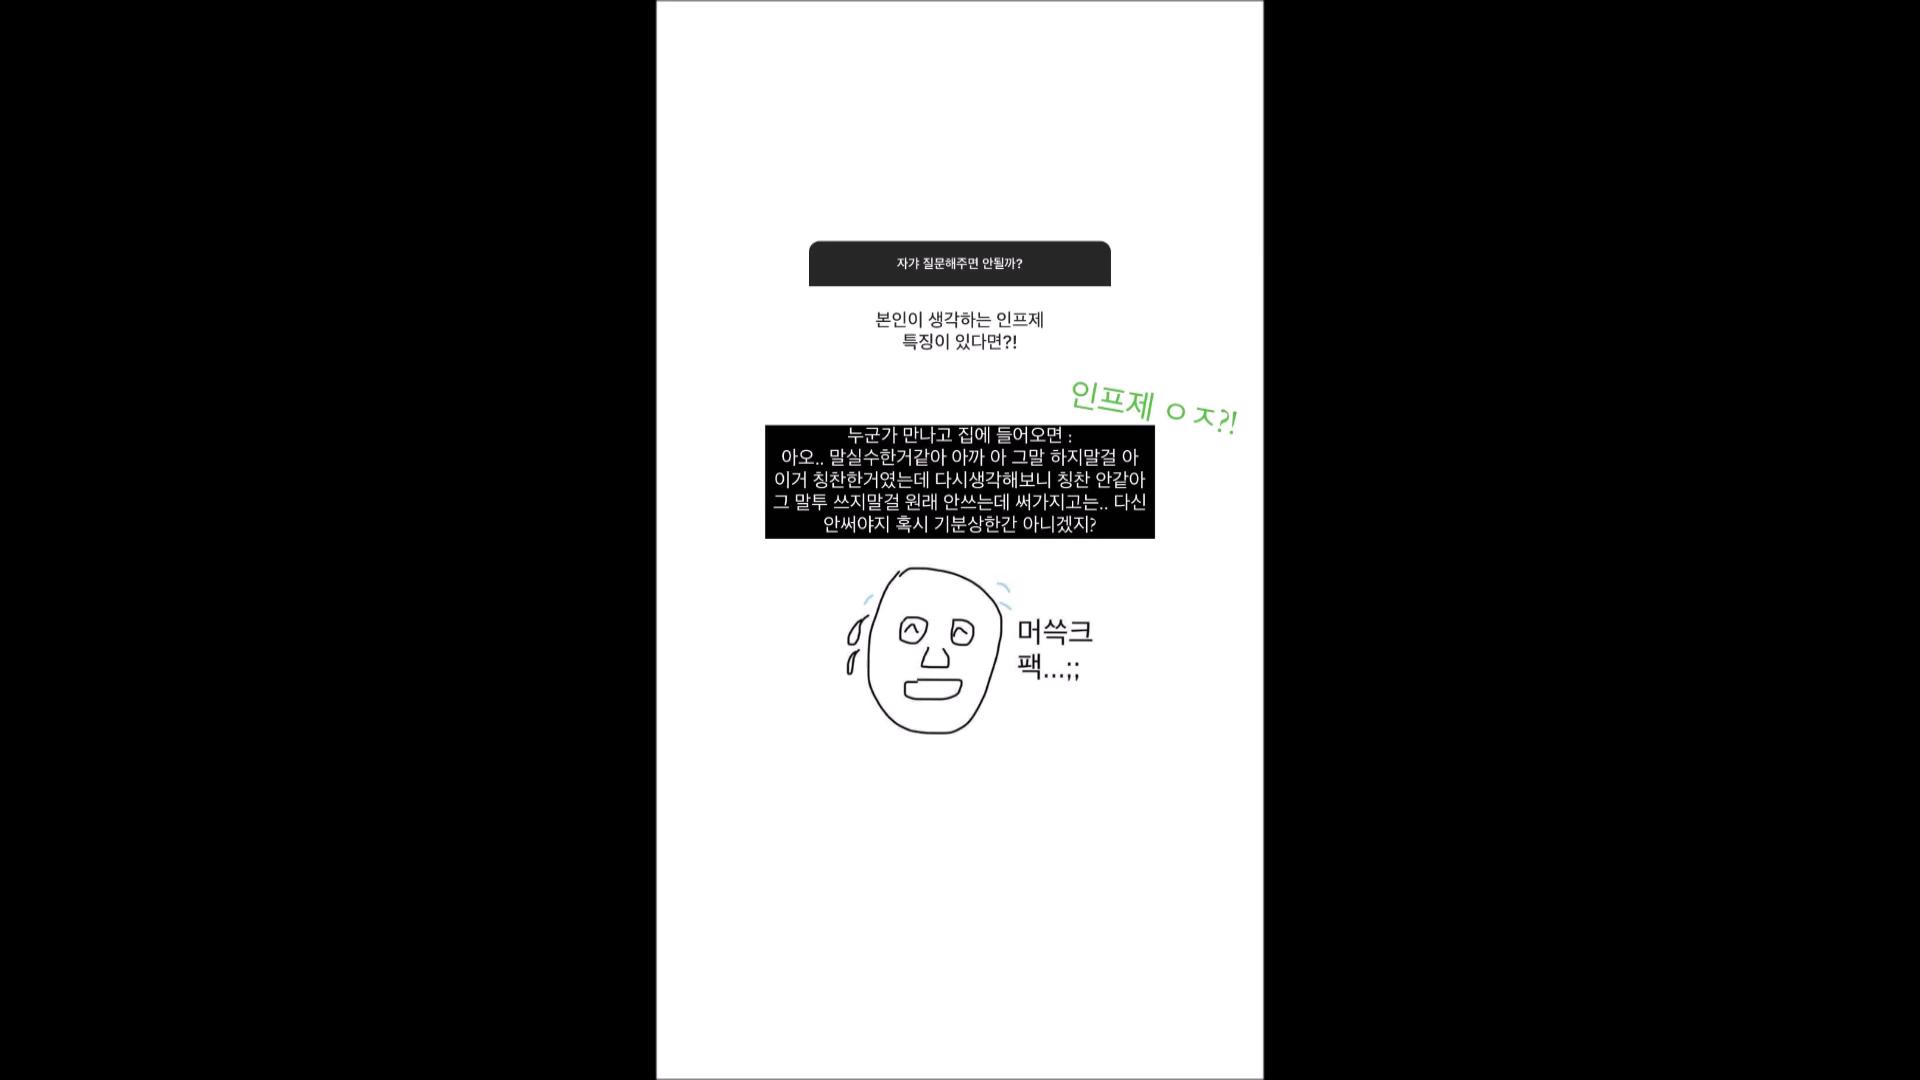 자갸 질문해주면 안될까?
본인이 생각하는 인프제
특징이 있다면?!
인프제 ㅇㅈ?!
누군가 만나고 집에 들어오면 :
아오.. 말실수한거같아 아까 아 그말 하지말걸 아
이거 칭찬한거였는데 다시생각해보니 칭찬 안같아
그 말투 쓰지말걸 원래 안쓰는데 써가지고는.. 다신
안써야지 혹시 기분상한간 아니겠지?
머쓱크
팩...;;